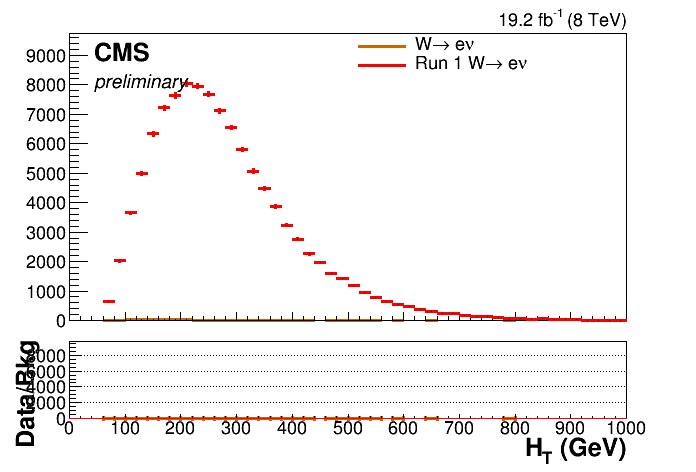 19.2 fb⁻¹ (8 TeV)
CMS
preliminary
W→ eν
Run 1 W→ eν
9000
8000
7000
6000
5000
4000
3000
2000
1000
0
Data/Bkg
0
0 100 200 300 400 500 600 700 800 900 1000
H_T (GeV)